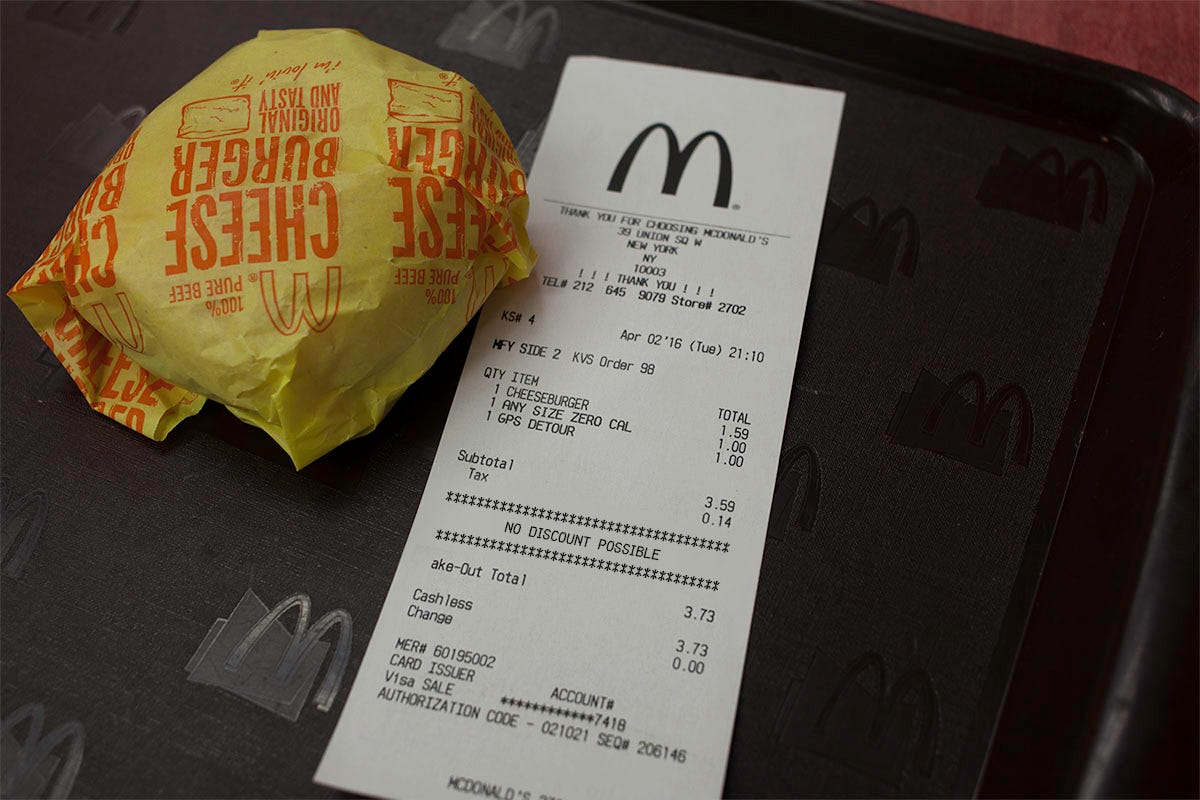 i'm lovin' it®
ORIGINAL
AND TASTY
CHEESE
BURGER
100%
PURE BEEF
CHEESE
BURGER
100%
PURE BEEF
THANK YOU FOR CHOOSING MCDONALD'S
39 UNION SQ W
NEW YORK
NY
10003
! ! ! THANK YOU ! ! !
TEL# 212 645 9079 Store# 2702
KS# 4 Apr 02'16 (Tue) 21:10
MFY SIDE 2 KVS Order 98
QTY ITEM TOTAL
1 CHEESEBURGER 1.59
1 ANY SIZE ZERO CAL 1.00
1 GPS DETOUR 1.00
Subtotal 3.59
Tax 0.14
************************************
NO DISCOUNT POSSIBLE
************************************
ake-Out Total 3.73
Cashless 3.73
Change 0.00
MER# 60195002
CARD ISSUER ACCOUNT#
Visa SALE ************7418
AUTHORIZATION CODE - 021021 SEQ# 206146
MCDONALD'S